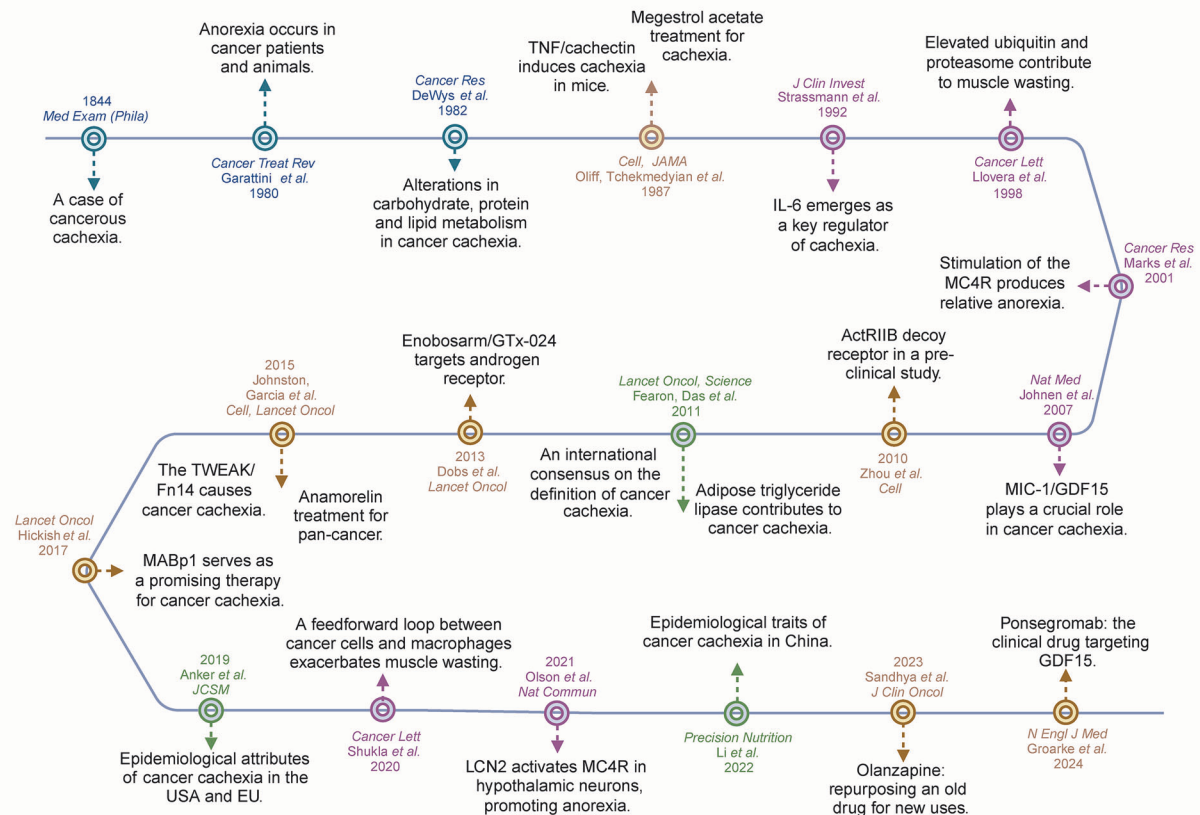 1844
Med Exam (Phila)
A case of
cancerous
cachexia.
Anorexia occurs in
cancer patients
and animals.
Cancer Treat Rev
Garattini et al.
1980
Cancer Res
DeWys et al.
1982
Alterations in
carbohydrate, protein
and lipid metabolism
in cancer cachexia.
TNF/cachectin
induces cachexia
in mice.
Megestrol acetate
treatment for
cachexia.
Cell, JAMA
Oliff, Tchekmedyian et al.
1987
J Clin Invest
Strassmann et al.
1992
IL-6 emerges as
a key regulator
of cachexia.
Elevated ubiquitin and
proteasome contribute
to muscle wasting.
Cancer Lett
Llovera et al.
1998
Cancer Res
Marks et al.
2001
Stimulation of the
MC4R produces
relative anorexia.
Nat Med
Johnen et al.
2007
MIC-1/GDF15
plays a crucial role
in cancer cachexia.
ActRIIB decoy
receptor in a pre-
clinical study.
2010
Zhou et al.
Cell
Lancet Oncol, Science
Fearon, Das et al.
2011
An international
consensus on the
definition of cancer
cachexia.
Adipose triglyceride
lipase contributes to
cancer cachexia.
Enobosarm/GTx-024
targets androgen
receptor.
2013
Dobs et al.
Lancet Oncol
2015
Johnston,
Garcia et al.
Cell, Lancet Oncol
The TWEAK/
Fn14 causes
cancer cachexia.
Anamorelin
treatment for
pan-cancer.
Lancet Oncol
Hickish et al.
2017
MABp1 serves as
a promising therapy
for cancer cachexia.
2019
Anker et al.
JCSM
Epidemiological attributes
of cancer cachexia in the
USA and EU.
A feedforward loop between
cancer cells and macrophages
exacerbates muscle wasting.
Cancer Lett
Shukla et al.
2020
2021
Olson et al.
Nat Commun
LCN2 activates MC4R in
hypothalamic neurons,
promoting anorexia.
Epidemiological traits of
cancer cachexia in China.
Precision Nutrition
Li et al.
2022
2023
Sandhya et al.
J Clin Oncol
Olanzapine:
repurposing an old
drug for new uses.
Ponsegromab: the
clinical drug targeting
GDF15.
N Engl J Med
Groarke et al.
2024